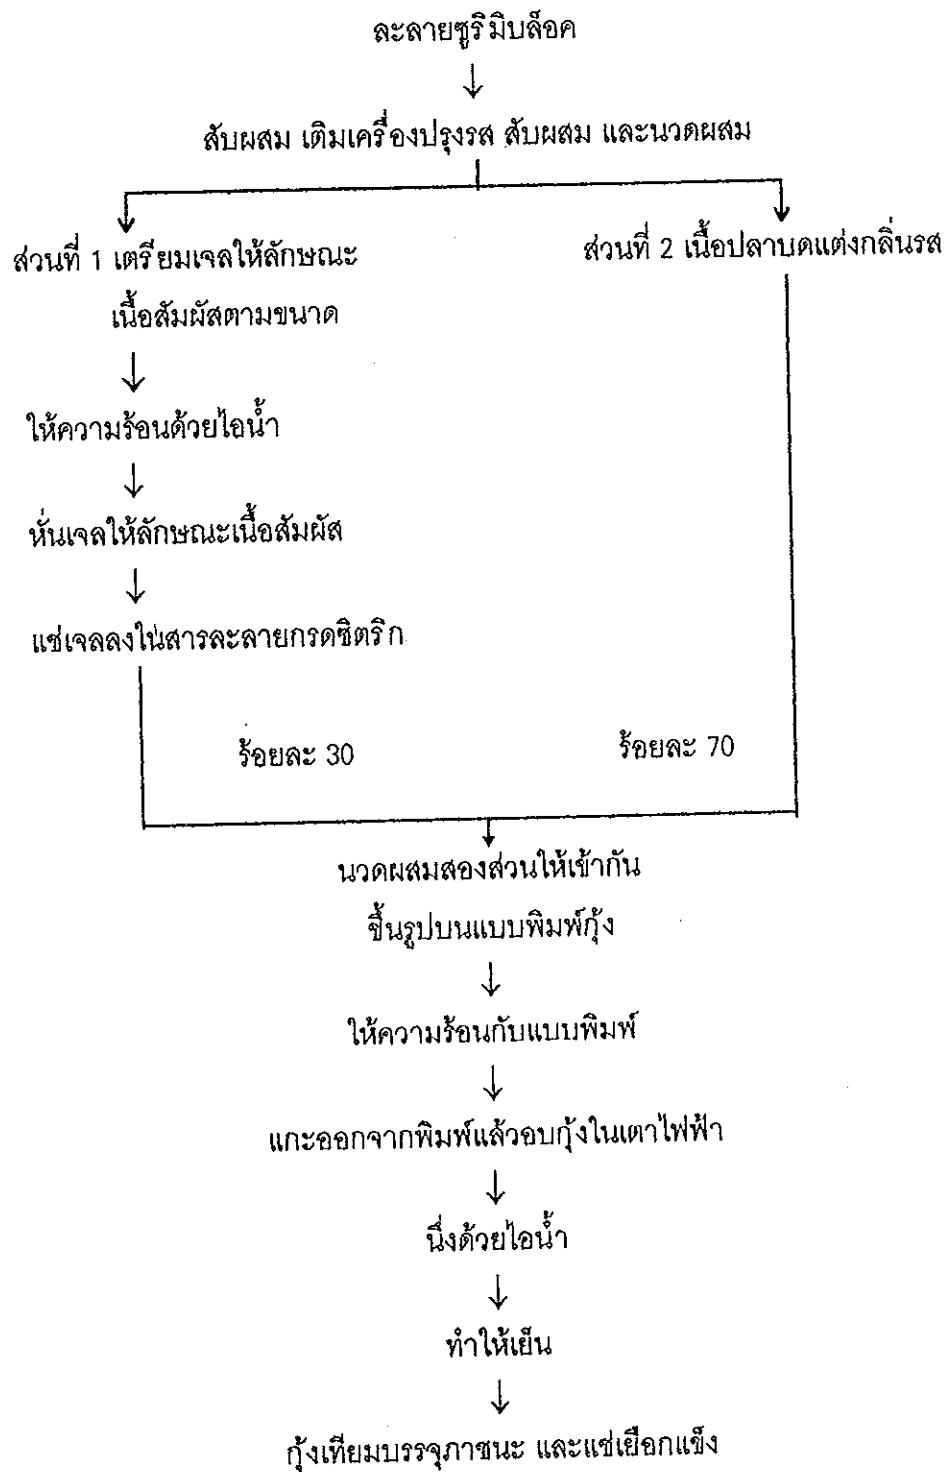 ละลายซูริมิบล็อค
สับผสม เติมเครื่องปรุงรส สับผสม และนวดผสม
ส่วนที่ 1 เตรียมเจลให้ลักษณะ
เนื้อสัมผัสตามขนาด
ส่วนที่ 2 เนื้อปลาบดแต่งกลิ่นรส
ให้ความร้อนด้วยไอน้ำ
หั่นเจลให้ลักษณะเนื้อสัมผัส
แช่เจลลงในสารละลายกรดซิตริก
ร้อยละ 30
ร้อยละ 70
นวดผสมสองส่วนให้เข้ากัน
ขึ้นรูปบนแบบพิมพ์กุ้ง
ให้ความร้อนกับแบบพิมพ์
แกะออกจากพิมพ์แล้วอบกุ้งในเตาไฟฟ้า
นึ่งด้วยไอน้ำ
ทำให้เย็น
กุ้งเทียมบรรจุภาชนะ และแช่เยือกแข็ง